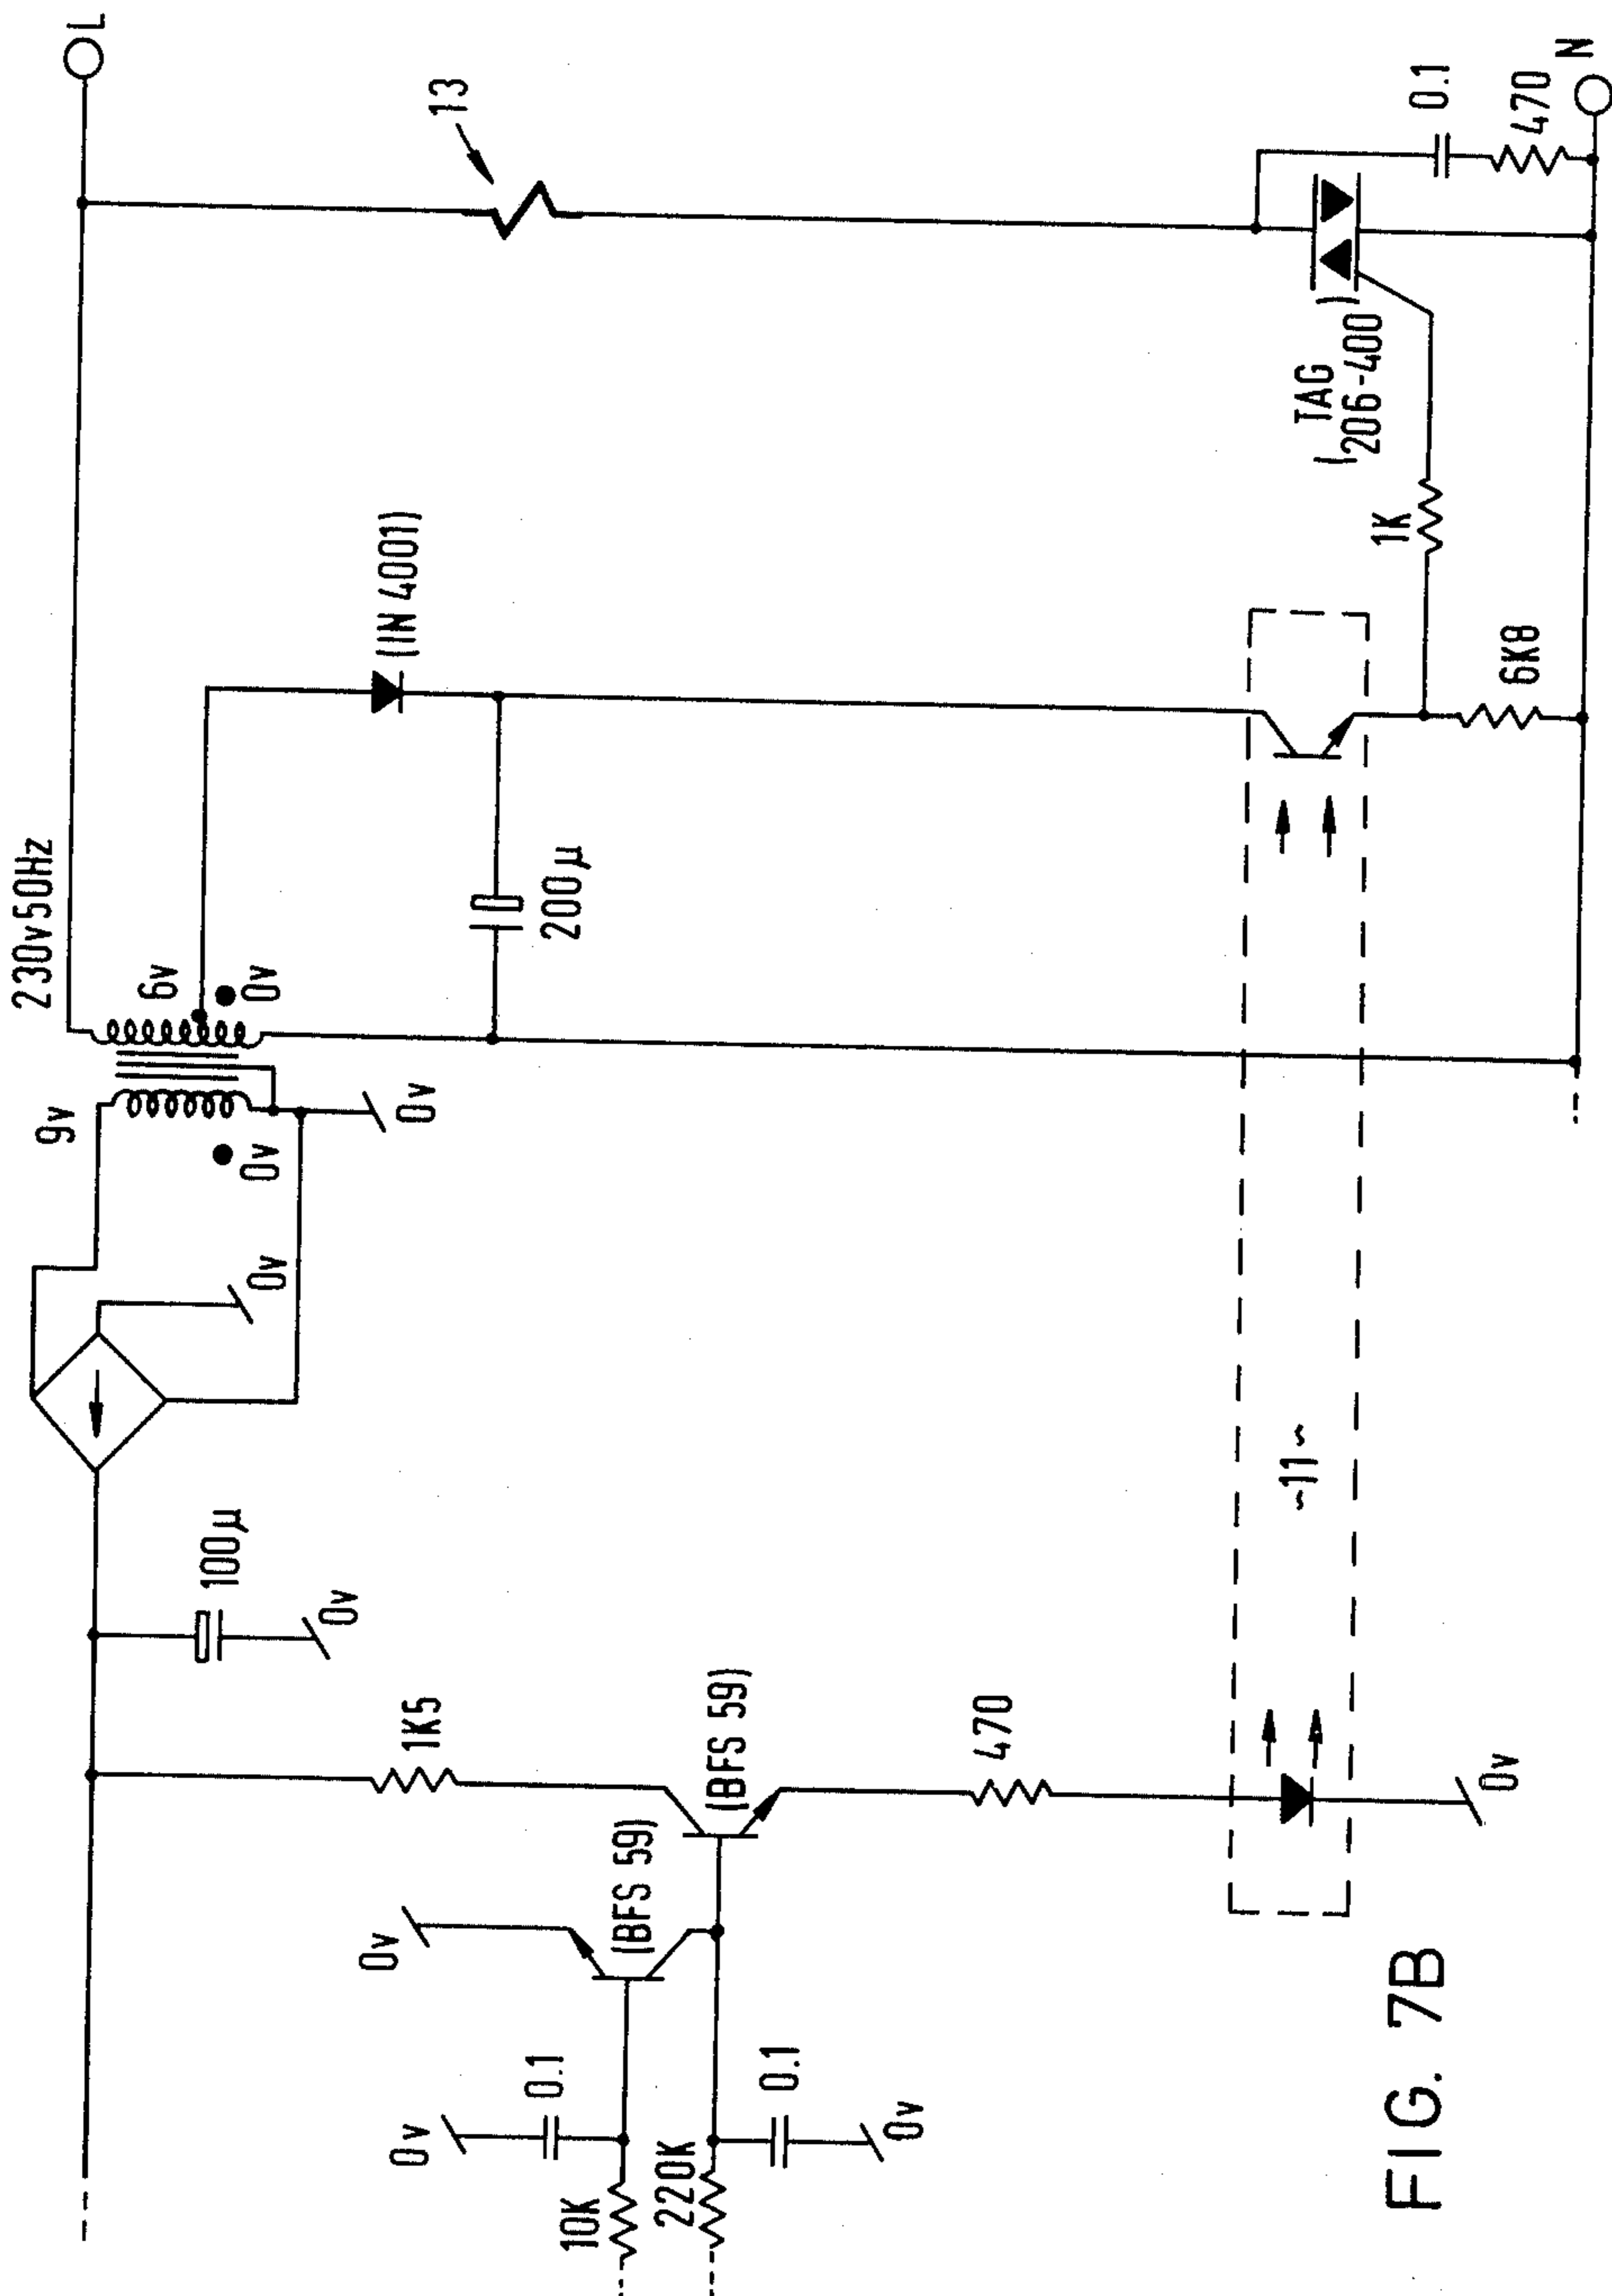 L
13
0.1
470
N
(IN 4001)
TAG
(206-400)
1K
6K8
230v50Hz
6v
0v
200µ
9v
0v
0v
0v
~11~
100µ
0v
1K5
(BFS 59)
470
0v
(BFS 59)
0v
0v
0.1
0.1
0v
10K
220K
FIG. 7B